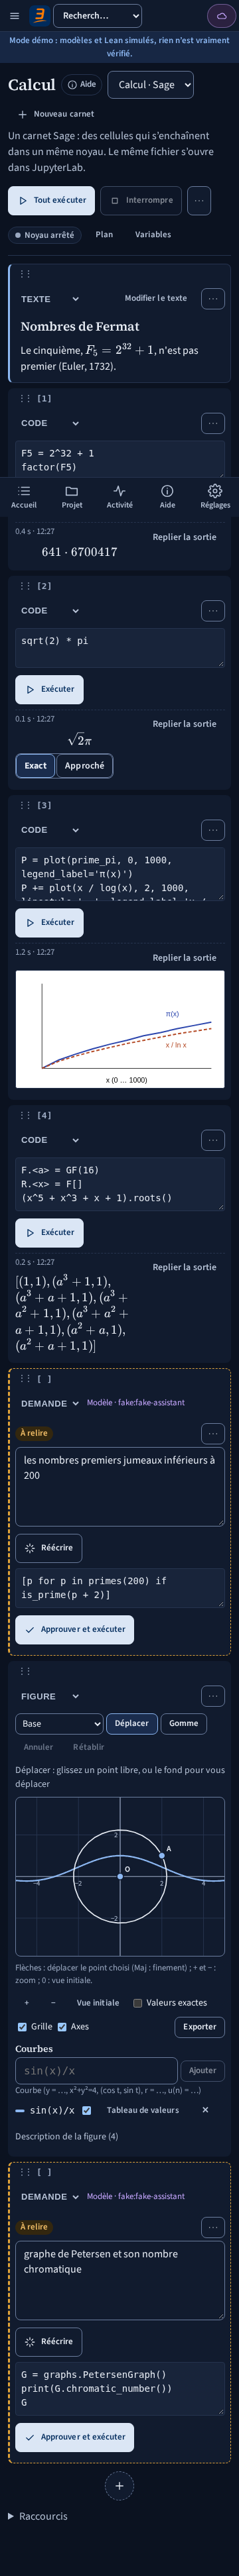 Recherch…
Mode démo : modèles et Lean simulés, rien n'est vraiment
vérifié.
Calcul
Aide
Calcul · Sage
+ Nouveau carnet
Un carnet Sage : des cellules qui s'enchaînent
dans un même noyau. Le même fichier s'ouvre
dans JupyterLab.
Tout exécuter
Interrompre
···
Noyau arrêté
Plan
Variables
TEXTE
Modifier le texte
···
Nombres de Fermat
Le cinquième, F₅ = 2³² + 1, n'est pas
premier (Euler, 1732).
[1]
CODE
···
F5 = 2^32 + 1
factor(F5)
Accueil
Projet
Activité
Aide
Réglages
0.4 s · 12:27
Replier la sortie
641 · 6700417
[2]
CODE
···
sqrt(2) * pi
Exécuter
0.1 s · 12:27
Replier la sortie
√2π
Exact
Approché
[3]
CODE
···
P = plot(prime_pi, 0, 1000,
legend_label='π(x)')
P += plot(x / log(x), 2, 1000,
Exécuter
1.2 s · 12:27
Replier la sortie
π(x)
x / ln x
x (0 … 1000)
[4]
CODE
···
F.<a> = GF(16)
R.<x> = F[]
(x^5 + x^3 + x + 1).roots()
Exécuter
0.2 s · 12:27
Replier la sortie
[(1, 1), (a³ + 1, 1),
(a³ + a + 1, 1), (a³ +
a² + 1, 1), (a³ + a² +
a + 1, 1), (a² + a, 1),
(a² + a + 1, 1)]
[ ]
DEMANDE
Modèle · fake:fake-assistant
À relire
···
les nombres premiers jumeaux inférieurs à
200
Réécrire
[p for p in primes(200) if
is_prime(p + 2)]
Approuver et exécuter
FIGURE
···
Base
Déplacer
Gomme
Annuler
Rétablir
Déplacer : glissez un point libre, ou le fond pour vous
déplacer
2
A
O
−4
−2
2
4
−2
Flèches : déplacer le point choisi (Maj : finement) ; + et − :
zoom ; 0 : vue initiale.
+
−
Vue initiale
Valeurs exactes
Grille
Axes
Exporter
Courbes
sin(x)/x
Ajouter
Courbe (y = …, x²+y²=4, (cos t, sin t), r = …, u(n) = …)
sin(x)/x
Tableau de valeurs
×
Description de la figure (4)
[ ]
DEMANDE
Modèle · fake:fake-assistant
À relire
···
graphe de Petersen et son nombre
chromatique
Réécrire
G = graphs.PetersenGraph()
print(G.chromatic_number())
G
Approuver et exécuter
+
Raccourcis